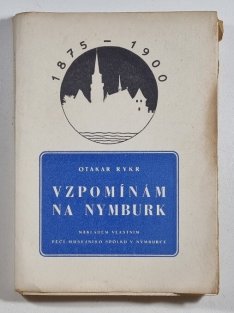 1875 – 1900
OTAKAR RYKR
VZPOMÍNÁM
NA NYMBURK
NÁKLADEM VLASTNÍM
PÉČÍ MUSEJNÍHO SPOLKU V NYMBURCE